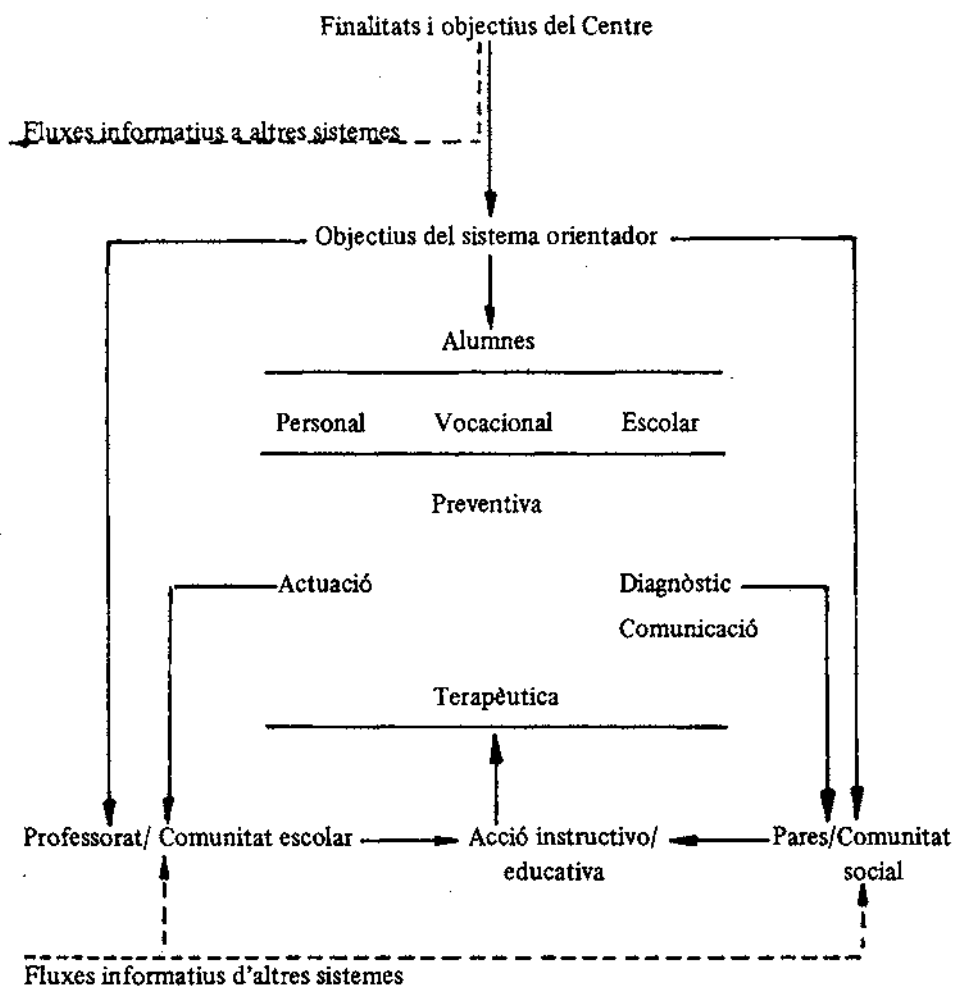 Finalitats i objectius del Centre
Fluxes informatius a altres sistemes
Objectius del sistema orientador
Alumnes
Personal Vocacional Escolar
Preventiva
Actuació Diagnòstic
Comunicació
Terapèutica
Professorat/ Comunitat escolar Acció instructivo/ Pares/Comunitat
educativa social
Fluxes informatius d'altres sistemes